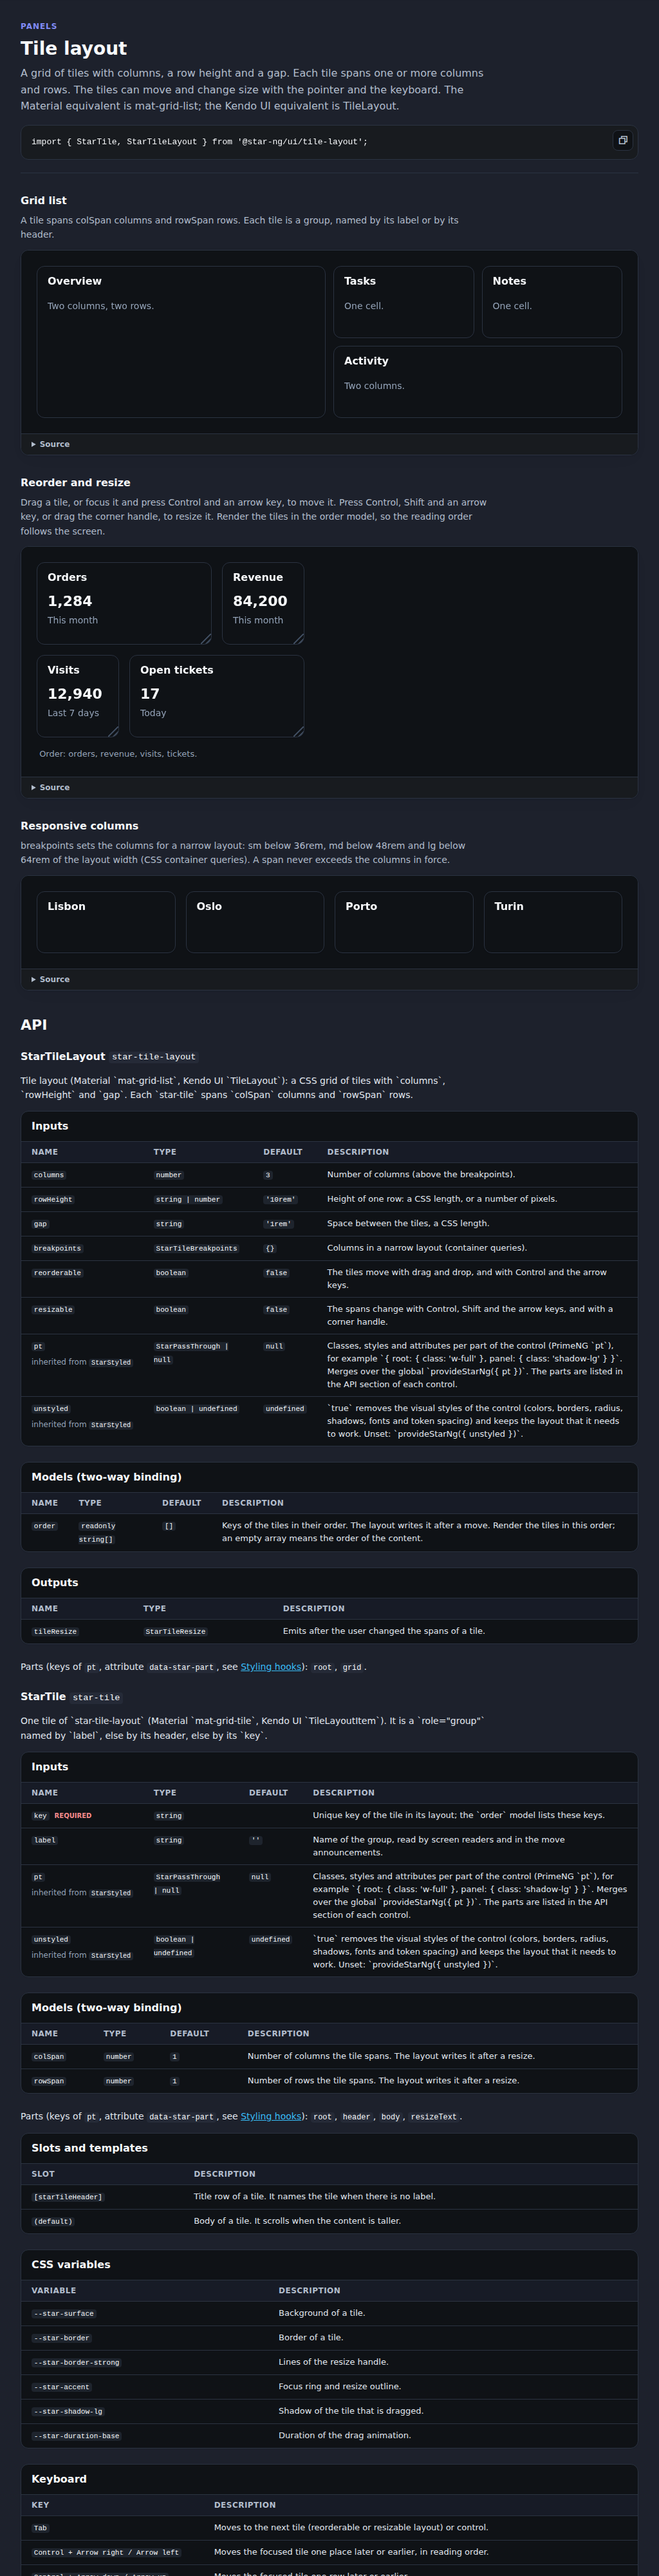 PANELS
Tile layout
A grid of tiles with columns, a row height and a gap. Each tile spans one or more columns
and rows. The tiles can move and change size with the pointer and the keyboard. The
Material equivalent is mat-grid-list; the Kendo UI equivalent is TileLayout.
import { StarTile, StarTileLayout } from '@star-ng/ui/tile-layout';
Grid list
A tile spans colSpan columns and rowSpan rows. Each tile is a group, named by its label or by its
header.
Overview
Two columns, two rows.
Tasks
One cell.
Notes
One cell.
Activity
Two columns.
Source
Reorder and resize
Drag a tile, or focus it and press Control and an arrow key, to move it. Press Control, Shift and an arrow
key, or drag the corner handle, to resize it. Render the tiles in the order model, so the reading order
follows the screen.
Orders
1,284
This month
Revenue
84,200
This month
Visits
12,940
Last 7 days
Open tickets
17
Today
Order: orders, revenue, visits, tickets.
Source
Responsive columns
breakpoints sets the columns for a narrow layout: sm below 36rem, md below 48rem and lg below
64rem of the layout width (CSS container queries). A span never exceeds the columns in force.
Lisbon
Oslo
Porto
Turin
Source
API
StarTileLayout star-tile-layout
Tile layout (Material `mat-grid-list`, Kendo UI `TileLayout`): a CSS grid of tiles with `columns`,
`rowHeight` and `gap`. Each `star-tile` spans `colSpan` columns and `rowSpan` rows.
Inputs
NAME TYPE DEFAULT DESCRIPTION
columns number 3 Number of columns (above the breakpoints).
rowHeight string | number '10rem' Height of one row: a CSS length, or a number of pixels.
gap string '1rem' Space between the tiles, a CSS length.
breakpoints StarTileBreakpoints {} Columns in a narrow layout (container queries).
reorderable boolean false The tiles move with drag and drop, and with Control and the arrow
keys.
resizable boolean false The spans change with Control, Shift and the arrow keys, and with a
corner handle.
pt StarPassThrough | null null Classes, styles and attributes per part of the control (PrimeNG `pt`),
inherited from StarStyled for example `{ root: { class: 'w-full' }, panel: { class: 'shadow-lg' } }`.
Merges over the global `provideStarNg({ pt })`. The parts are listed in
the API section of each control.
unstyled boolean | undefined undefined `true` removes the visual styles of the control (colors, borders, radius,
inherited from StarStyled shadows, fonts and token spacing) and keeps the layout that it needs
to work. Unset: `provideStarNg({ unstyled })`.
Models (two-way binding)
NAME TYPE DEFAULT DESCRIPTION
order readonly string[] [] Keys of the tiles in their order. The layout writes it after a move. Render the tiles in this order;
an empty array means the order of the content.
Outputs
NAME TYPE DESCRIPTION
tileResize StarTileResize Emits after the user changed the spans of a tile.
Parts (keys of pt, attribute data-star-part, see Styling hooks): root, grid.
StarTile star-tile
One tile of `star-tile-layout` (Material `mat-grid-tile`, Kendo UI `TileLayoutItem`). It is a `role="group"`
named by `label`, else by its header, else by its `key`.
Inputs
NAME TYPE DEFAULT DESCRIPTION
key REQUIRED string Unique key of the tile in its layout; the `order` model lists these keys.
label string '' Name of the group, read by screen readers and in the move
announcements.
pt StarPassThrough | null null Classes, styles and attributes per part of the control (PrimeNG `pt`), for
inherited from StarStyled example `{ root: { class: 'w-full' }, panel: { class: 'shadow-lg' } }`. Merges
over the global `provideStarNg({ pt })`. The parts are listed in the API
section of each control.
unstyled boolean | undefined undefined `true` removes the visual styles of the control (colors, borders, radius,
inherited from StarStyled shadows, fonts and token spacing) and keeps the layout that it needs to
work. Unset: `provideStarNg({ unstyled })`.
Models (two-way binding)
NAME TYPE DEFAULT DESCRIPTION
colSpan number 1 Number of columns the tile spans. The layout writes it after a resize.
rowSpan number 1 Number of rows the tile spans. The layout writes it after a resize.
Parts (keys of pt, attribute data-star-part, see Styling hooks): root, header, body, resizeText.
Slots and templates
SLOT DESCRIPTION
[starTileHeader] Title row of a tile. It names the tile when there is no label.
(default) Body of a tile. It scrolls when the content is taller.
CSS variables
VARIABLE DESCRIPTION
--star-surface Background of a tile.
--star-border Border of a tile.
--star-border-strong Lines of the resize handle.
--star-accent Focus ring and resize outline.
--star-shadow-lg Shadow of the tile that is dragged.
--star-duration-base Duration of the drag animation.
Keyboard
KEY DESCRIPTION
Tab Moves to the next tile (reorderable or resizable layout) or control.
Control + Arrow right / Arrow left Moves the focused tile one place later or earlier, in reading order.